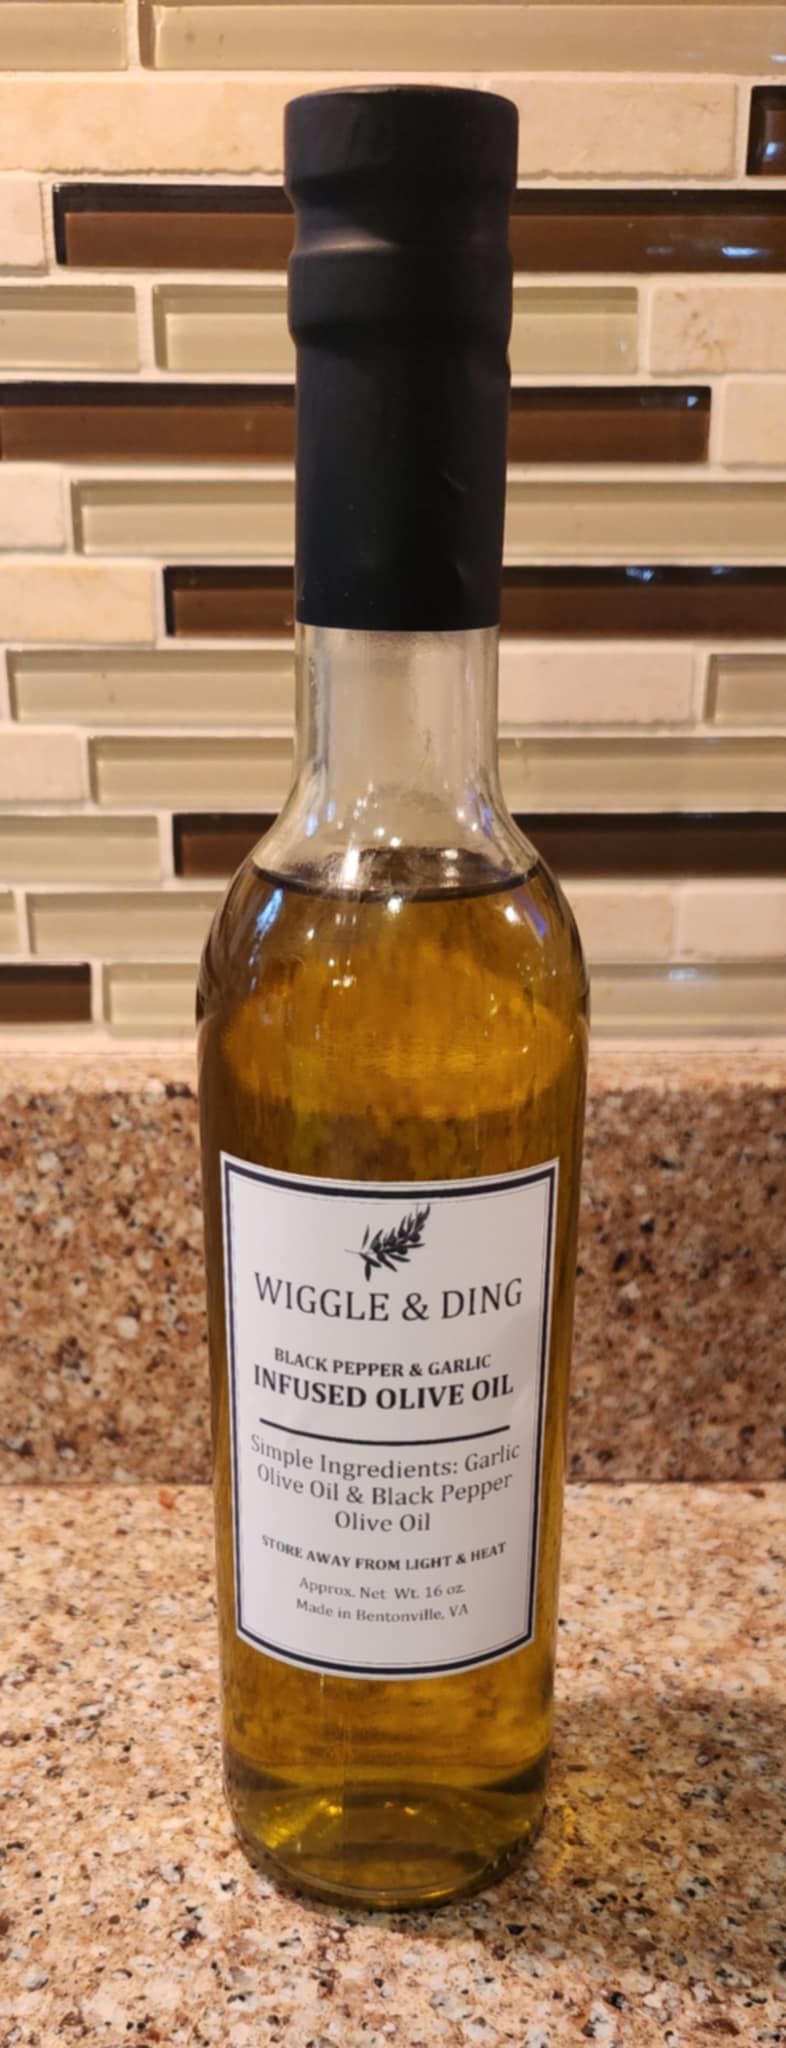 WIGGLE & DING
BLACK PEPPER & GARLIC
INFUSED OLIVE OIL
Simple Ingredients: Garlic
Olive Oil & Black Pepper
Olive Oil
STORE AWAY FROM LIGHT & HEAT
Approx. Net Wt. 16 oz.
Made in Bentonville, VA